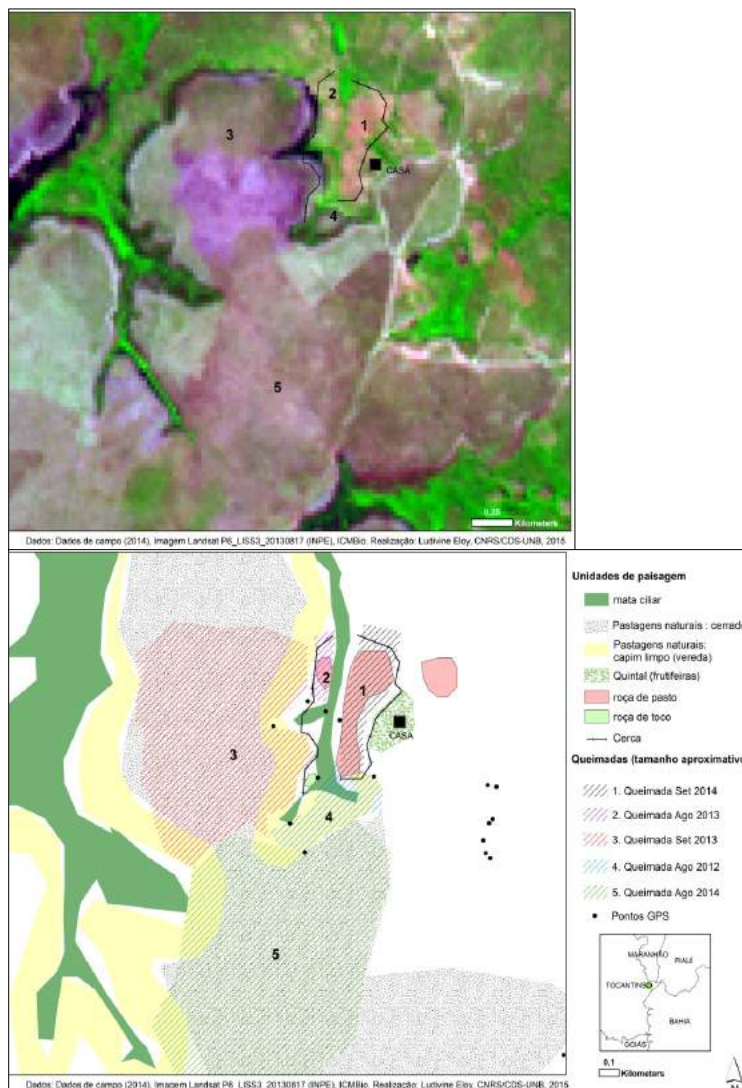 2
1
3
CASA
4
5
0,25
Kilometers
Dados: Dados de campo (2014), Imagem Landsat P6_LISS3_20130817 (INPE), ICMBio. Realização: Ludivine Eloy, CNRS/CDS-UNB, 2015
Unidades de paisagem
mata ciliar
Pastagens naturais : cerrado
Pastagens naturais:
capim limpo (vereda)
Quintal (frutiferas)
roça de pasto
roça de toco
Cerca
Queimadas (tamanho aproximativo
1. Queimada Set 2014
2. Queimada Ago 2013
3. Queimada Set 2013
4. Queimada Ago 2012
5. Queimada Ago 2014
Pontos GPS
2
1
CASA
3
4
5
MARANHÃO
PIAUÍ
TOCANTINS
BAHIA
GOIÁS
0,1
Kilometers
Dados: Dados de campo (2014), Imagem Landsat P6_LISS3_20130817 (INPE), ICMBio. Realização: Ludivine Eloy, CNRS/CDS-UNB, 2015